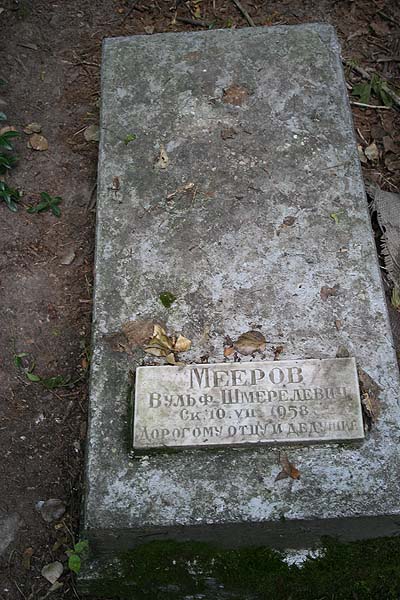 МЕЕРОВ
ВУЛЬФ ШМЕРЕЛЕВИЧ
СК. 10. VII. 1958.
ДОРОГОМУ ОТЦУ И ДЕДУШКЕ